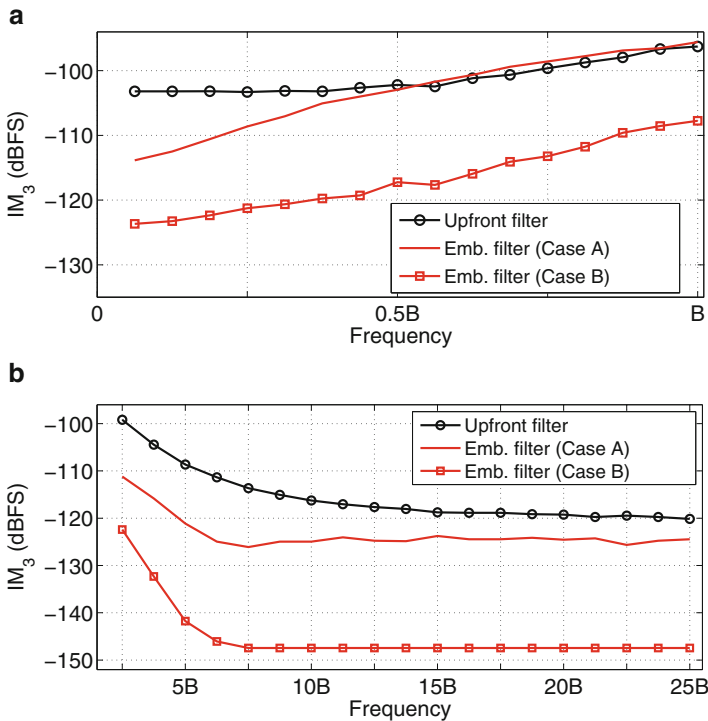 a
−100
−110
−120
−130
IM3 (dBFS)
Upfront filter
Emb. filter (Case A)
Emb. filter (Case B)
0
0.5B
B
Frequency
b
−100
−110
−120
−130
−140
−150
IM3 (dBFS)
Upfront filter
Emb. filter (Case A)
Emb. filter (Case B)
5B
10B
15B
20B
25B
Frequency